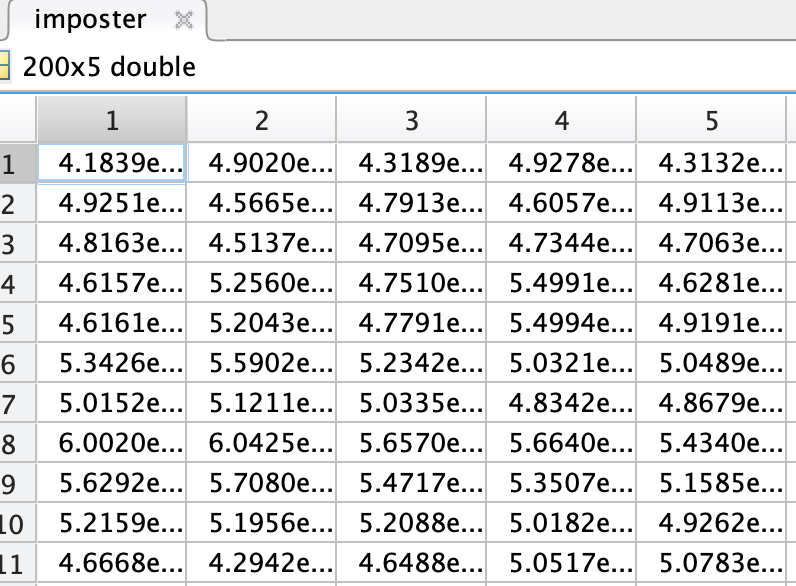 imposter
200x5 double
1 2 3 4 5
1 4.1839e... 4.9020e... 4.3189e... 4.9278e... 4.3132e...
2 4.9251e... 4.5665e... 4.7913e... 4.6057e... 4.9113e...
3 4.8163e... 4.5137e... 4.7095e... 4.7344e... 4.7063e...
4 4.6157e... 5.2560e... 4.7510e... 5.4991e... 4.6281e...
5 4.6161e... 5.2043e... 4.7791e... 5.4994e... 4.9191e...
6 5.3426e... 5.5902e... 5.2342e... 5.0321e... 5.0489e...
7 5.0152e... 5.1211e... 5.0335e... 4.8342e... 4.8679e...
8 6.0020e... 6.0425e... 5.6570e... 5.6640e... 5.4340e...
9 5.6292e... 5.7080e... 5.4717e... 5.3507e... 5.1585e...
10 5.2159e... 5.1956e... 5.2088e... 5.0182e... 4.9262e...
11 4.6668e... 4.2942e... 4.6488e... 5.0517e... 5.0783e...